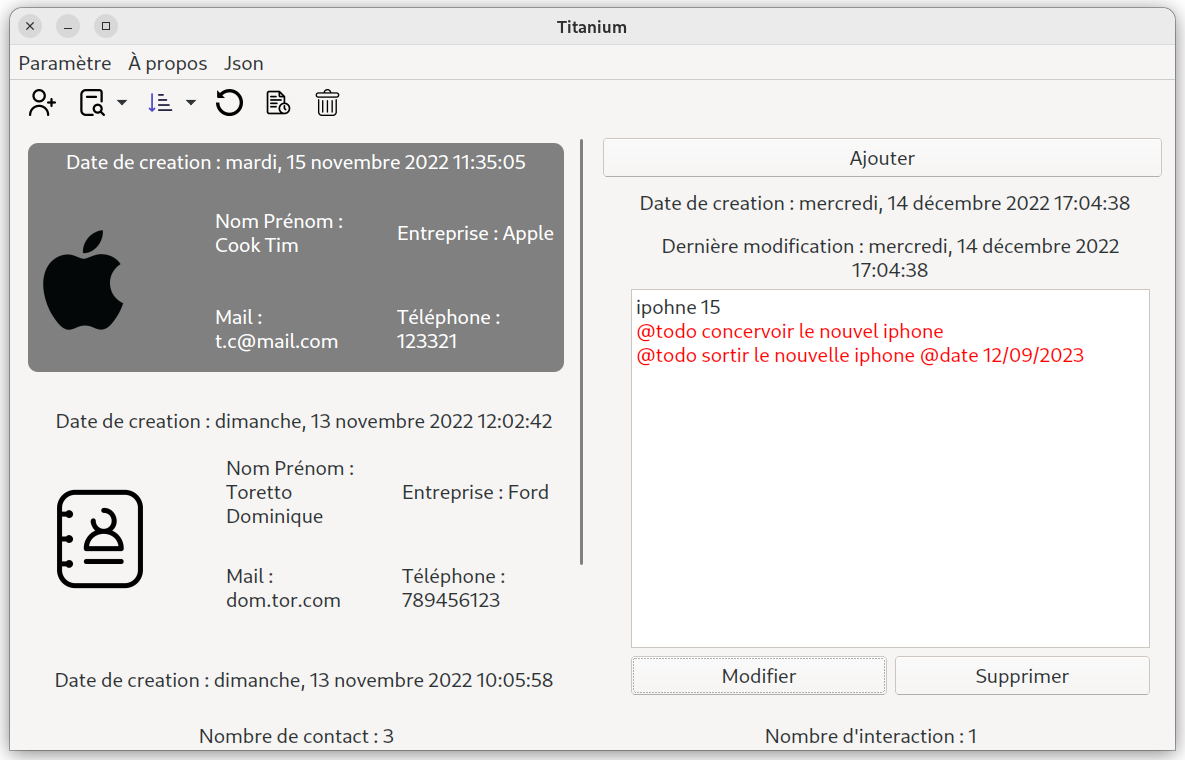 Titanium
Paramètre À propos Json
Date de creation : mardi, 15 novembre 2022 11:35:05
Nom Prénom :
Cook Tim
Entreprise : Apple
Mail :
t.c@mail.com
Téléphone :
123321
Date de creation : dimanche, 13 novembre 2022 12:02:42
Nom Prénom :
Toretto
Dominique
Entreprise : Ford
Mail :
dom.tor.com
Téléphone :
789456123
Date de creation : dimanche, 13 novembre 2022 10:05:58
Nombre de contact : 3
Ajouter
Date de creation : mercredi, 14 décembre 2022 17:04:38
Dernière modification : mercredi, 14 décembre 2022
17:04:38
ipohne 15
@todo concervoir le nouvel iphone
@todo sortir le nouvelle iphone @date 12/09/2023
Modifier
Supprimer
Nombre d'interaction : 1